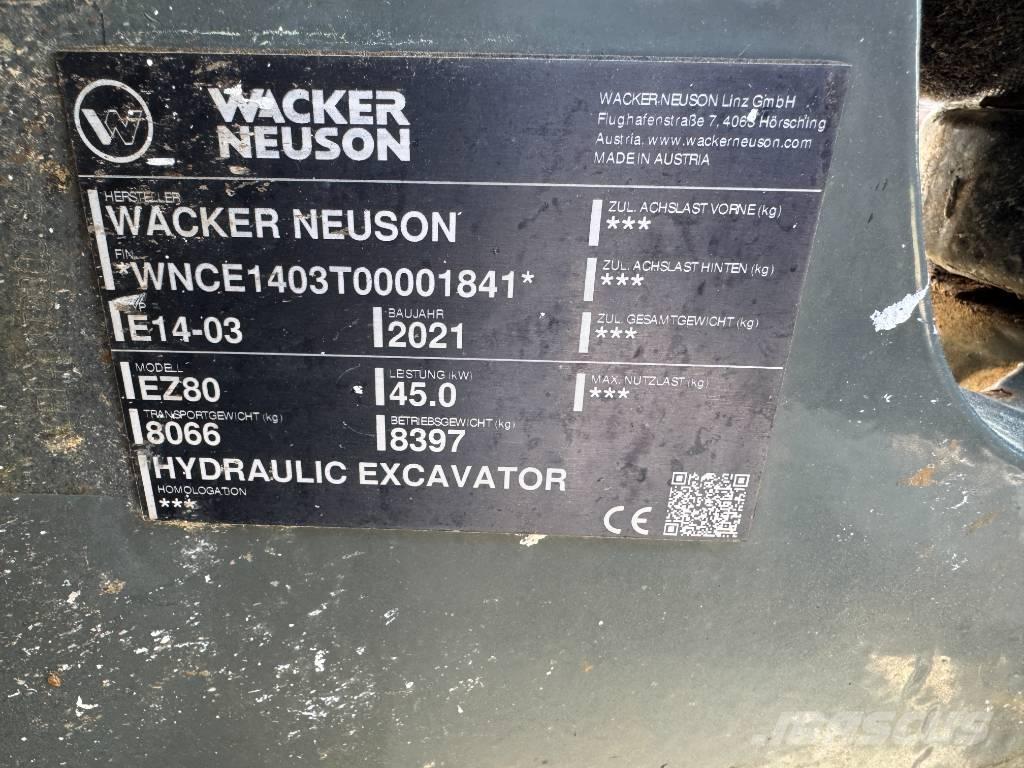 WACKER
NEUSON
WACKER NEUSON Linz GmbH
Flughafenstraße 7, 4063 Hörsching
Austria. www.wackerneuson.com
MADE IN AUSTRIA
HERSTELLER
WACKER NEUSON
FIN
*WNCE1403T00001841*
E14-03
BAUJAHR
2021
ZUL. ACHSLAST VORNE (kg)
***
ZUL. ACHSLAST HINTEN (kg)
***
ZUL. GESAMTGEWICHT (kg)
***
MODELL
EZ80
LEISTUNG (kW)
45.0
MAX. NUTZLAST (kg)
***
TRANSPORTGEWICHT (kg)
8066
BETRIEBSGEWICHT (kg)
8397
HYDRAULIC EXCAVATOR
HOMOLOGATION
***
CE
mascus